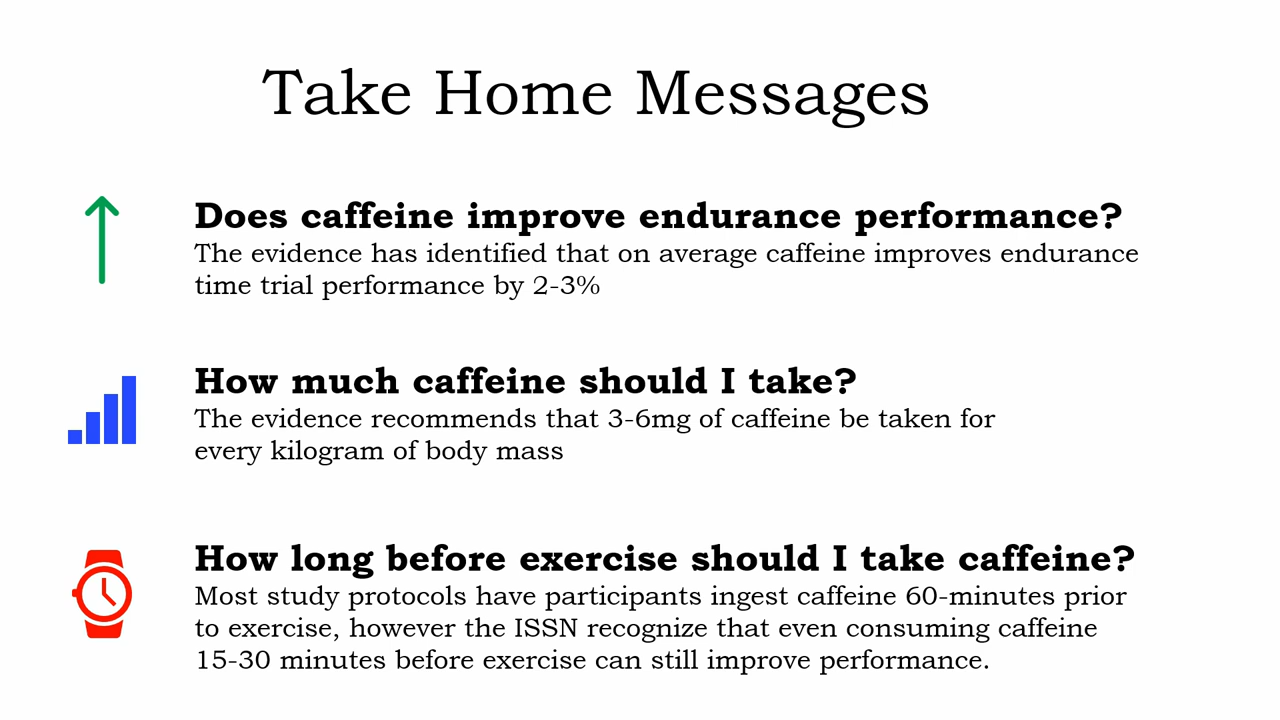 Take Home Messages
Does caffeine improve endurance performance?
The evidence has identified that on average caffeine improves endurance
time trial performance by 2-3%
How much caffeine should I take?
The evidence recommends that 3-6mg of caffeine be taken for
every kilogram of body mass
How long before exercise should I take caffeine?
Most study protocols have participants ingest caffeine 60-minutes prior
to exercise, however the ISSN recognize that even consuming caffeine
15-30 minutes before exercise can still improve performance.